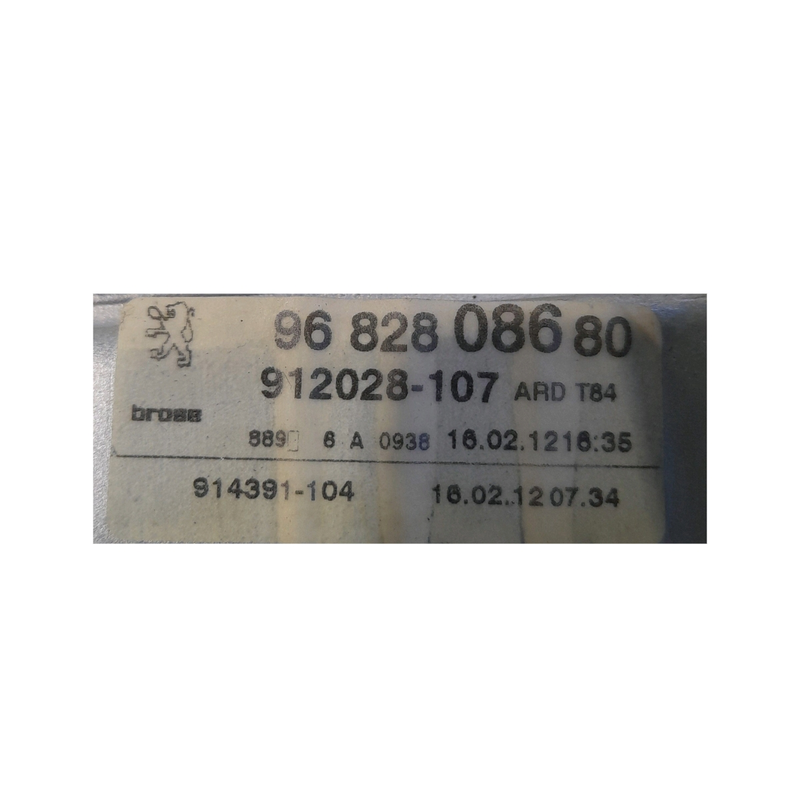 96 828 086 80
912028-107 ARD T84
brose
6 A 0938 16.02.12 16:35
914391-104 16.02.12 07.34